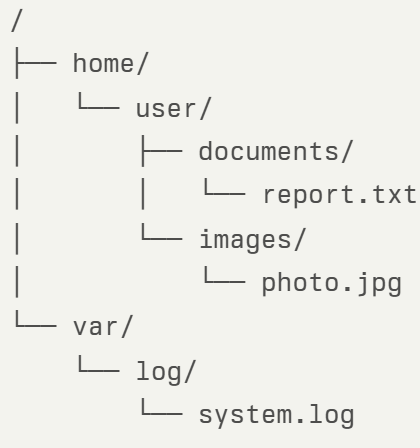 /
├── home/
│   └── user/
│       ├── documents/
│       │   └── report.txt
│       └── images/
│           └── photo.jpg
└── var/
    └── log/
        └── system.log